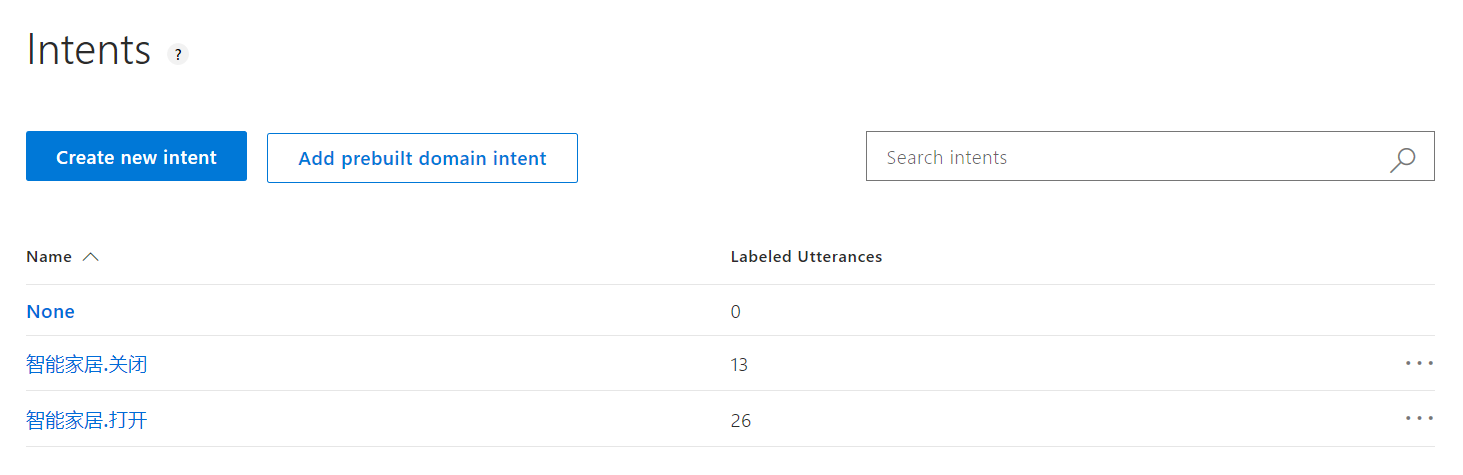 Intents ?
Create new intent Add prebuilt domain intent Search intents
Name Labeled Utterances
None 0
智能家居.关闭 13 ...
智能家居.打开 26 ...